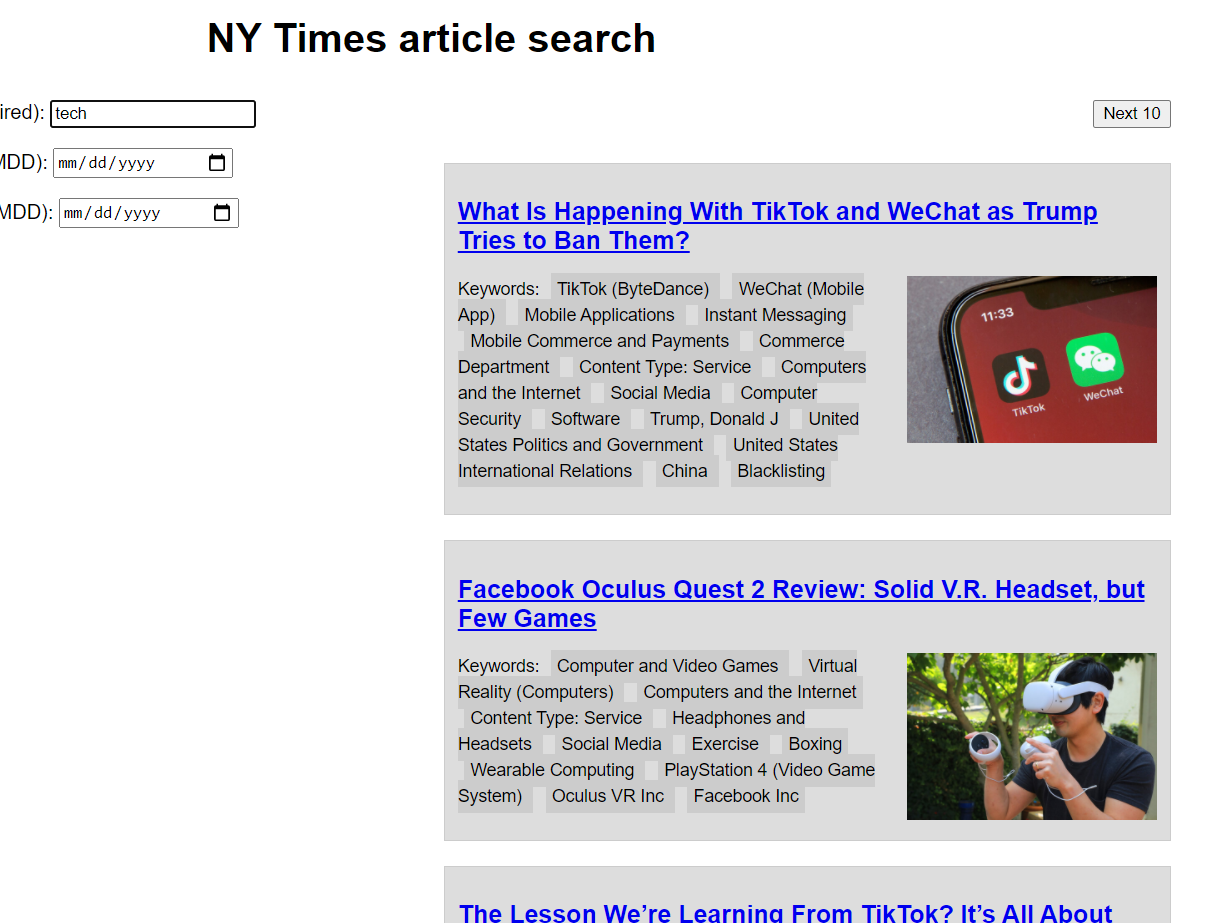 NY Times article search
ired): tech
Next 10
MDD): mm/dd/yyyy
MDD): mm/dd/yyyy
What Is Happening With TikTok and WeChat as Trump
Tries to Ban Them?
Keywords: TikTok (ByteDance) WeChat (Mobile
App) Mobile Applications Instant Messaging
Mobile Commerce and Payments Commerce
Department Content Type: Service Computers
and the Internet Social Media Computer
Security Software Trump, Donald J United
States Politics and Government United States
International Relations China Blacklisting
11:33
TikTok WeChat
Facebook Oculus Quest 2 Review: Solid V.R. Headset, but
Few Games
Keywords: Computer and Video Games Virtual
Reality (Computers) Computers and the Internet
Content Type: Service Headphones and
Headsets Social Media Exercise Boxing
Wearable Computing PlayStation 4 (Video Game
System) Oculus VR Inc Facebook Inc
The Lesson We’re Learning From TikTok? It’s All About